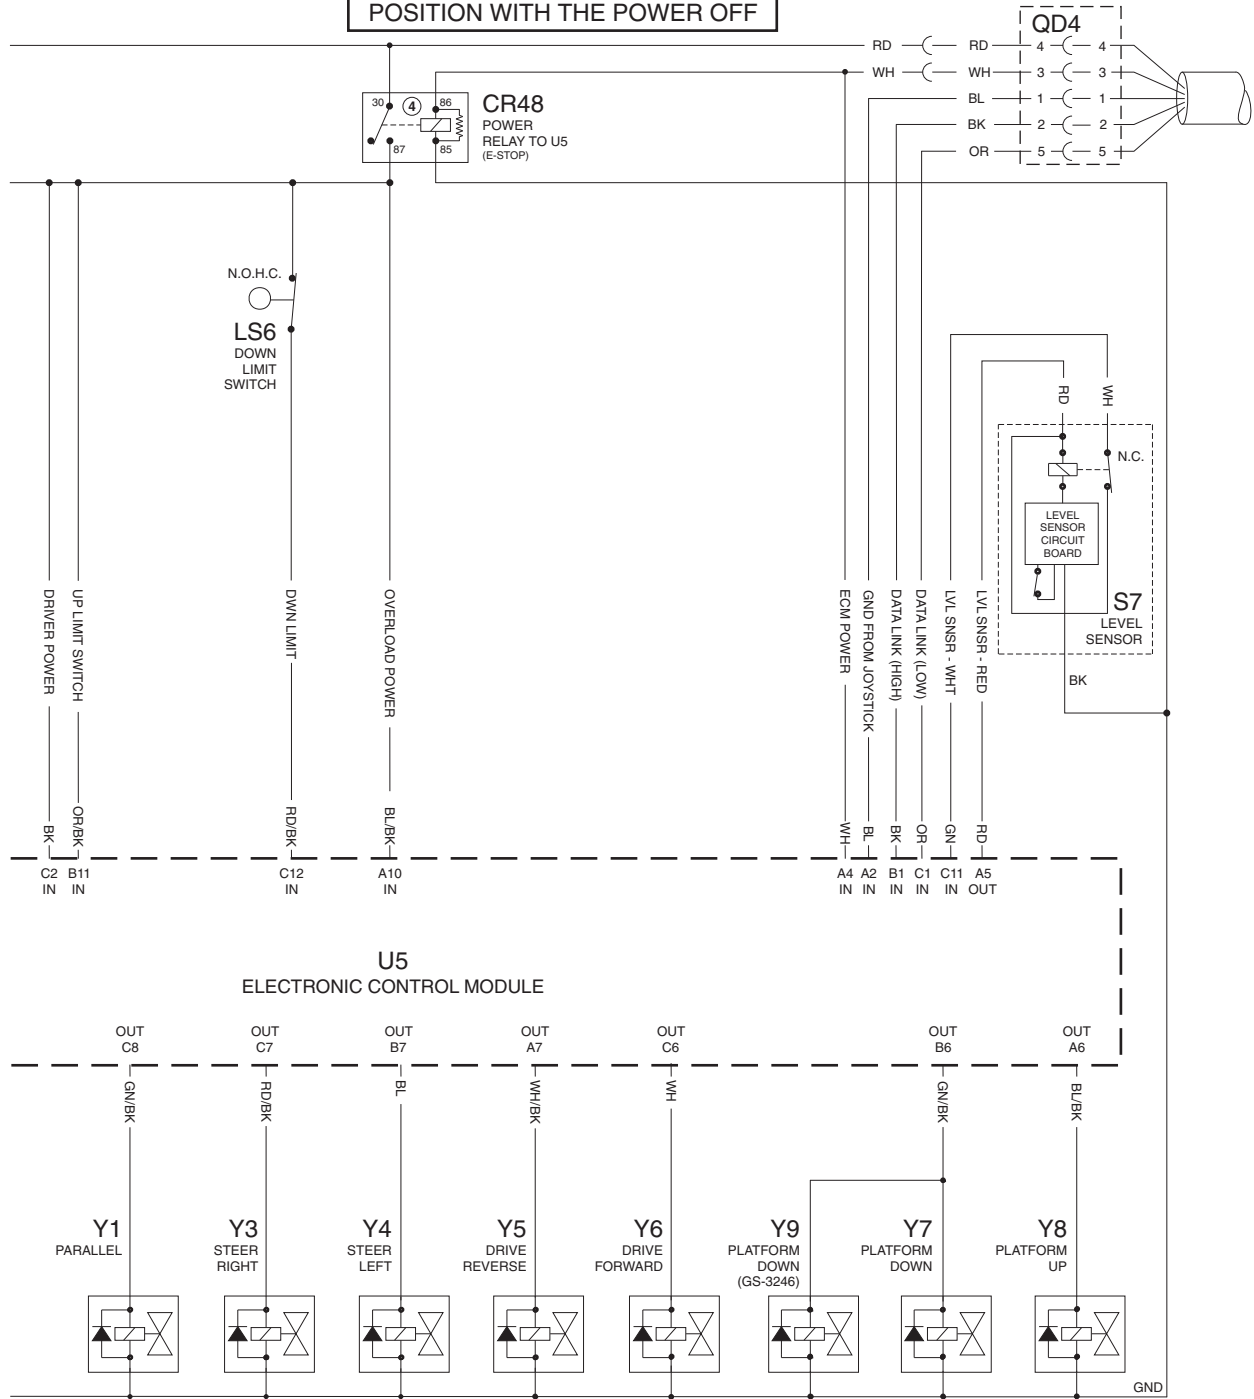 POSITION WITH THE POWER OFF
QD4
RD RD 4 4
WH WH 3 3
BL 1 1
BK 2 2
OR 5 5
30 4 86
87 85
CR48
POWER
RELAY TO U5
(E-STOP)
N.O.H.C.
LS6
DOWN
LIMIT
SWITCH
RD
WH
N.C.
LEVEL
SENSOR
CIRCUIT
BOARD
S7
LEVEL
SENSOR
BK
DRIVER POWER
UP LIMIT SWITCH
DWN LIMIT
OVERLOAD POWER
ECM POWER
GND FROM JOYSTICK
DATA LINK (HIGH)
DATA LINK (LOW)
LVL SNSR - WHT
LVL SNSR - RED
BK
OR/BK
RD/BK
BL/BK
WH
BL
BK
OR
GN
RD
C2 B11 C12 A10 A4 A2 B1 C1 C11 A5
IN IN IN IN IN IN IN IN IN OUT
U5
ELECTRONIC CONTROL MODULE
OUT OUT OUT OUT OUT OUT OUT
C8 C7 B7 A7 C6 B6 A6
GN/BK
RD/BK
BL
WH/BK
WH
GN/BK
BL/BK
Y1
PARALLEL
Y3
STEER
RIGHT
Y4
STEER
LEFT
Y5
DRIVE
REVERSE
Y6
DRIVE
FORWARD
Y9
PLATFORM
DOWN
(GS-3246)
Y7
PLATFORM
DOWN
Y8
PLATFORM
UP
GND